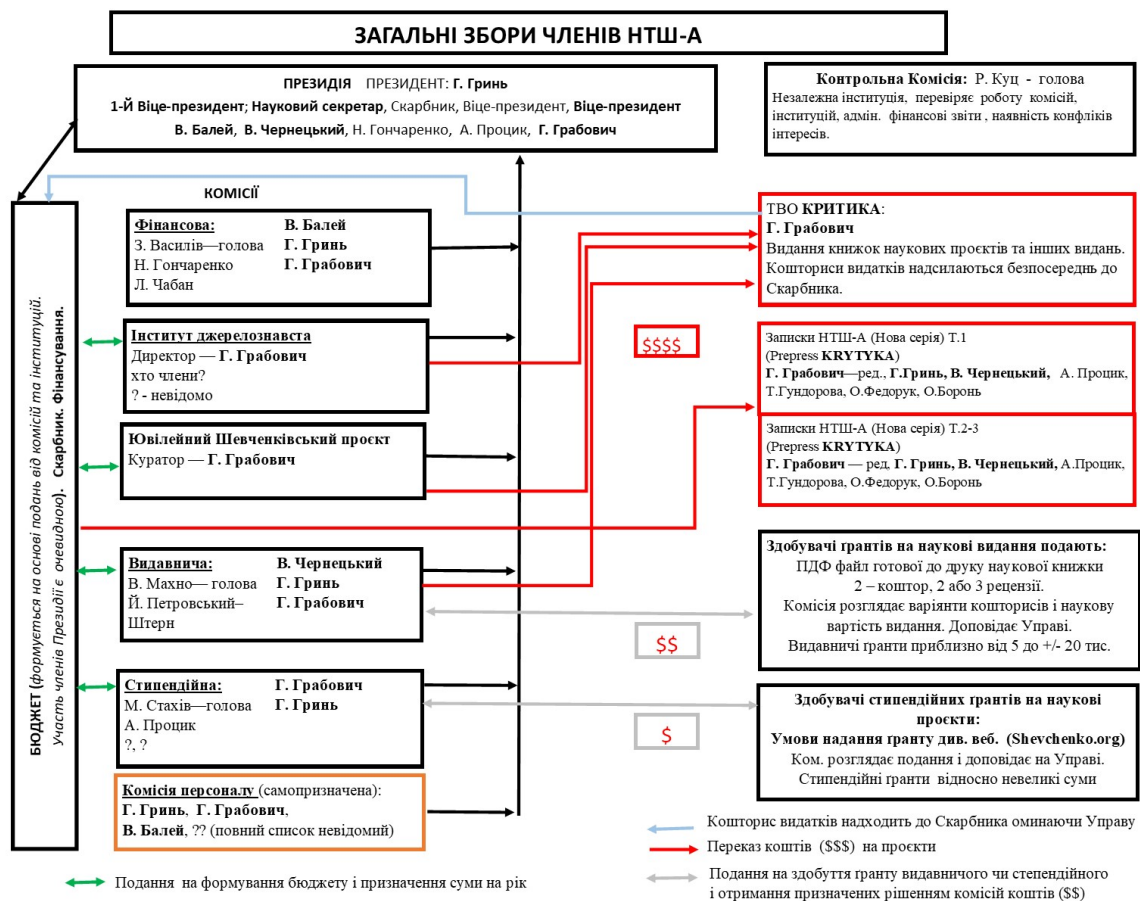 ЗАГАЛЬНІ ЗБОРИ ЧЛЕНІВ НТШ-А
ПРЕЗИДІЯ ПРЕЗИДЕНТ: Г. Гринь
1-Й Віце-президент; Науковий секретар, Скарбник, Віце-президент, Віце-президент
В. Балей, В. Чернецький, Н. Гончаренко, А. Процик, Г. Грабович
Контрольна Комісія: Р. Куц - голова
Незалежна інституція, перевіряє роботу комісій,
інституцій, адмін. фінансові звіти , наявність конфліків
інтересів.
БЮДЖЕТ (формується на основі подань від комісій та інституцій.
Участь членів Президії є очевидною). Скарбник. Фінансування.
КОМІСІЇ
Фінансова: В. Балей
З. Василів—голова Г. Гринь
Н. Гончаренко Г. Грабович
Л. Чабан
Інститут джерелознавста
Директор — Г. Грабович
хто члени?
? - невідомо
Ювілейний Шевченківський проєкт
Куратор — Г. Грабович
Видавнича: В. Чернецький
В. Махно— голова Г. Гринь
Й. Петровський– Г. Грабович
Штерн
Стипендійна: Г. Грабович
М. Стахів—голова Г. Гринь
А. Процик
?, ?
Комісія персоналу (самопризначена):
Г. Гринь, Г. Грабович,
В. Балей, ?? (повний список невідомий)
ТВО КРИТИКА:
Г. Грабович
Видання книжок наукових проєктів та інших видань.
Кошториси видатків надсилаються безпосереднь до
Скарбника.
$$$$
Записки НТШ-А (Нова серія) Т.1
(Prepress KRYTYKA)
Г. Грабович—ред., Г.Гринь, В. Чернецький, А. Процик,
Т.Гундорова, О.Федорук, О.Боронь
Записки НТШ-А (Нова серія) Т.2-3
(Prepress KRYTYKA)
Г. Грабович — ред, Г. Гринь, В. Чернецький, А.Процик,
Т.Гундорова, О.Федорук, О.Боронь
Здобувачі ґрантів на наукові видання подають:
ПДФ файл готової до друку наукової книжки
2 – коштор, 2 або 3 рецензії.
Комісія розглядає варіянти кошторисів і наукову
вартість видання. Доповідає Управі.
Видавничі ґранти приблизно від 5 до +/- 20 тис.
$$
Здобувачі стипендійних ґрантів на наукові
проєкти:
Умови надання ґранту див. веб. (Shevchenko.org)
Ком. розглядає подання і доповідає на Управі.
Стипендійні ґранти відносно невеликі суми
$
Кошторис видатків надходить до Скарбника оминаючи Управу
Переказ коштів ($$$) на проєкти
Подання на здобуття ґранту видавничого чи степендійного
і отримання призначених рішенням комісій коштів ($$)
Подання на формування бюджету і призначення суми на рік